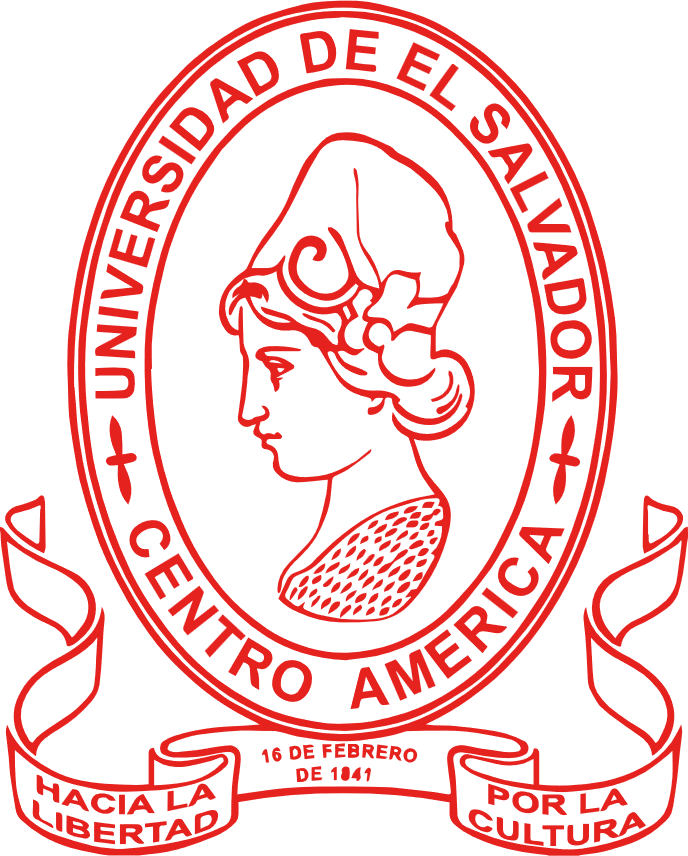 UNIVERSIDAD DE EL SALVADOR
CENTRO AMERICA
16 DE FEBRERO
DE 1841
HACIA LA
LIBERTAD
POR LA
CULTURA